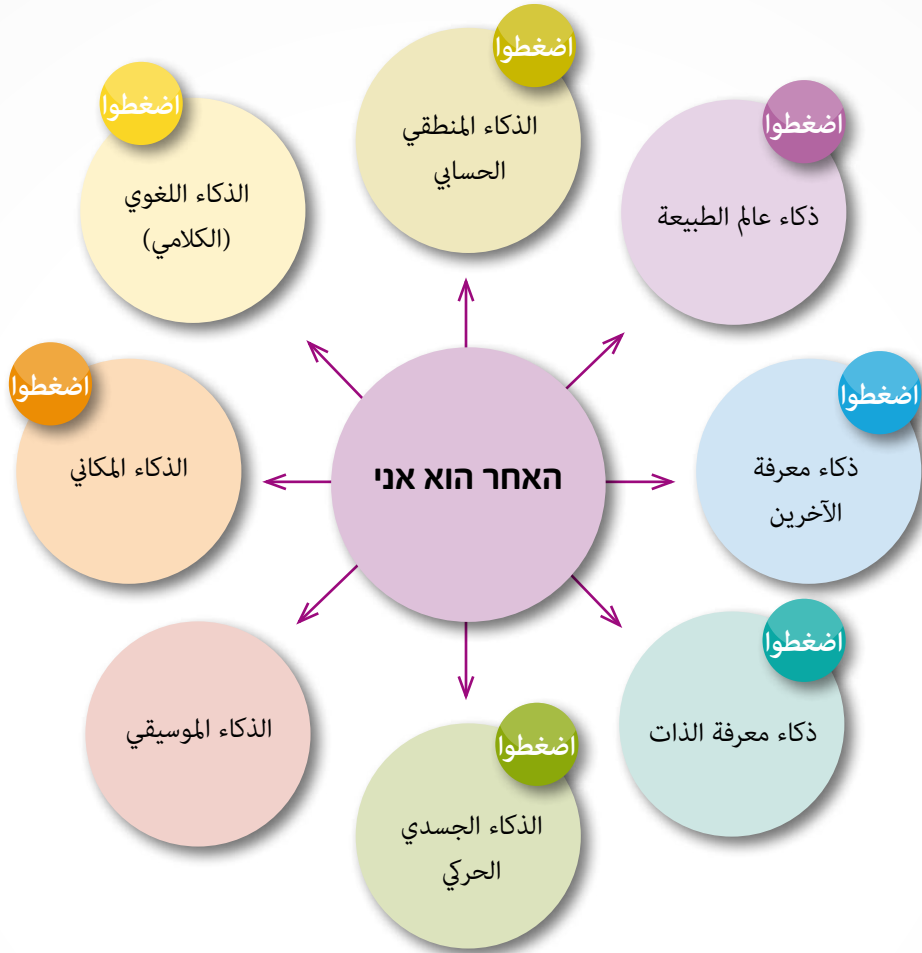 اضغطوا
الذكاء المنطقي
الحسابي
اضغطوا
ذكاء عالم الطبيعة
اضغطوا
ذكاء معرفة
الآخرين
اضغطوا
ذكاء معرفة الذات
اضغطوا
الذكاء الجسدي
الحركي
الذكاء الموسيقي
اضغطوا
الذكاء المكاني
اضغطوا
الذكاء اللغوي
(الكلامي)
האחר הוא אני